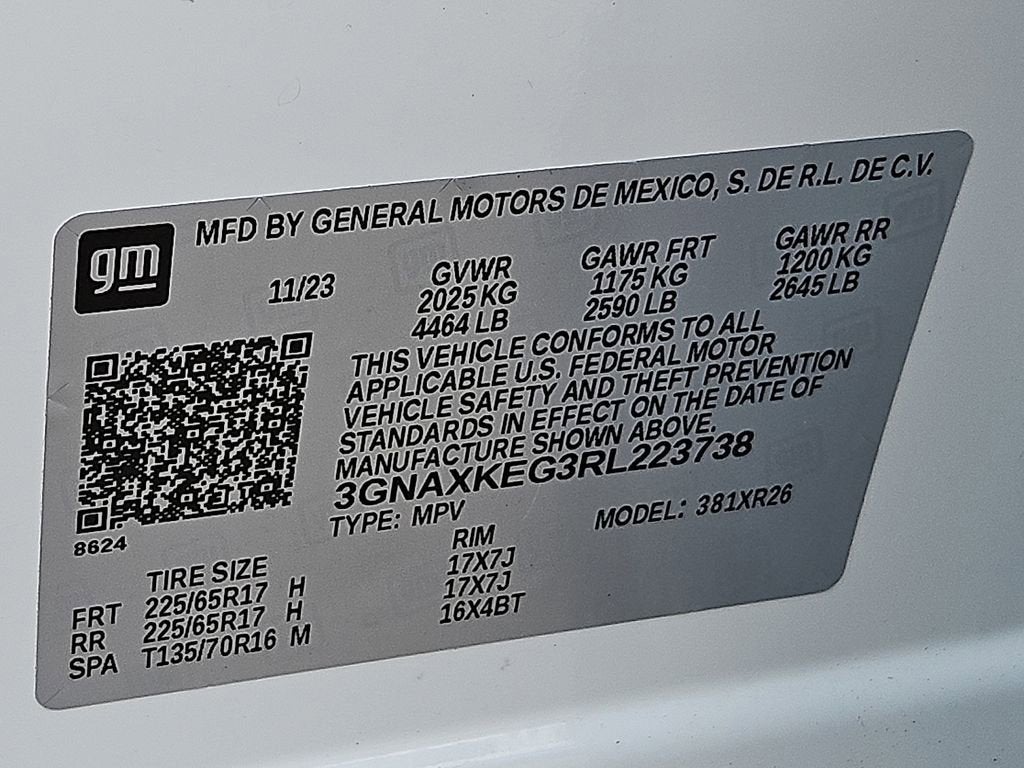 gm
MFD BY GENERAL MOTORS DE MEXICO, S. DE R.L. DE C.V.
11/23
GVWR
2025 KG
4464 LB
GAWR FRT
1175 KG
2590 LB
GAWR RR
1200 KG
2645 LB
THIS VEHICLE CONFORMS TO ALL
APPLICABLE U.S. FEDERAL MOTOR
VEHICLE SAFETY AND THEFT PREVENTION
STANDARDS IN EFFECT ON THE DATE OF
MANUFACTURE SHOWN ABOVE.
3GNAXKEG3RL223738
TYPE: MPV
MODEL: 381XR26
8624
TIRE SIZE RIM
FRT 225/65R17 H 17X7J
RR 225/65R17 H 17X7J
SPA T135/70R16 M 16X4BT